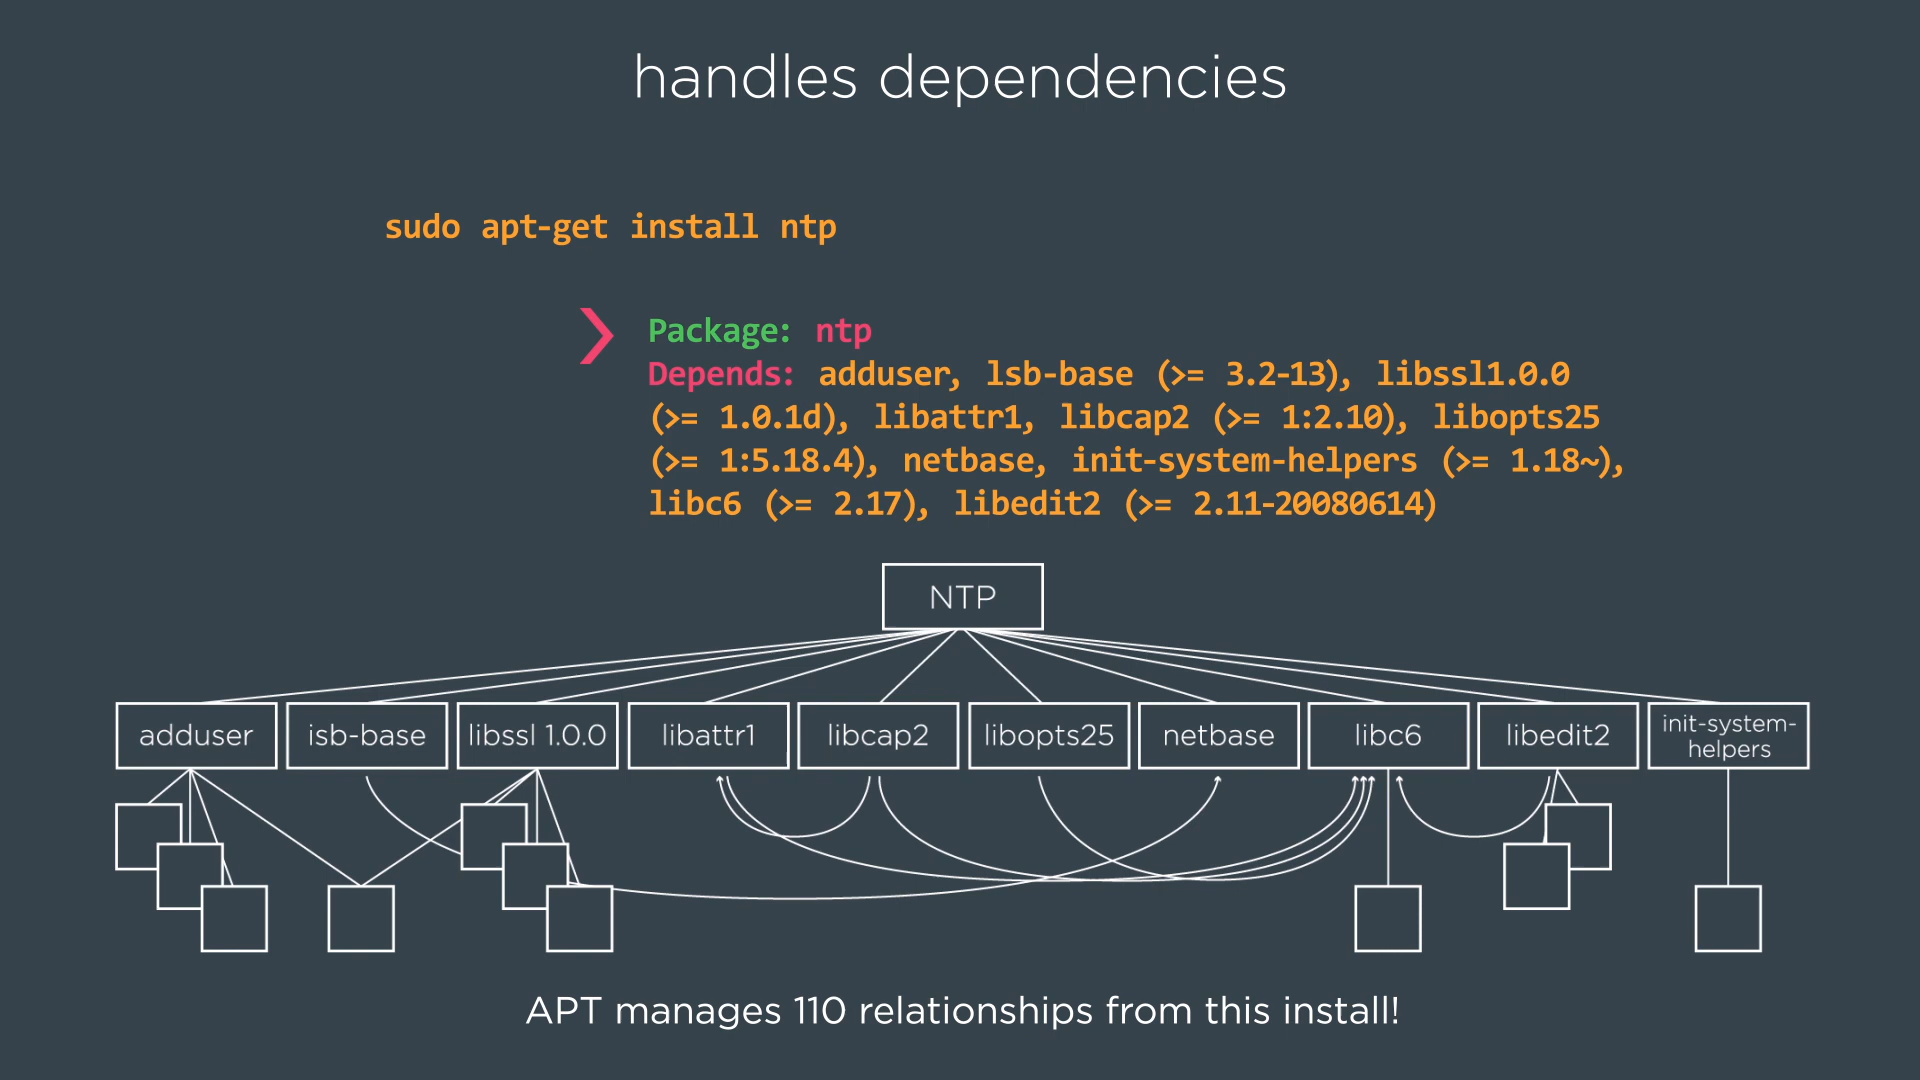 handles dependencies
sudo apt-get install ntp
Package: ntp
Depends: adduser, lsb-base (>= 3.2-13), libssl1.0.0
(>= 1.0.1d), libattr1, libcap2 (>= 1:2.10), libopts25
(>= 1:5.18.4), netbase, init-system-helpers (>= 1.18~),
libc6 (>= 2.17), libedit2 (>= 2.11-20080614)
NTP
adduser
isb-base
libssl 1.0.0
libattr1
libcap2
libopts25
netbase
libc6
libedit2
init-system-
helpers
APT manages 110 relationships from this install!